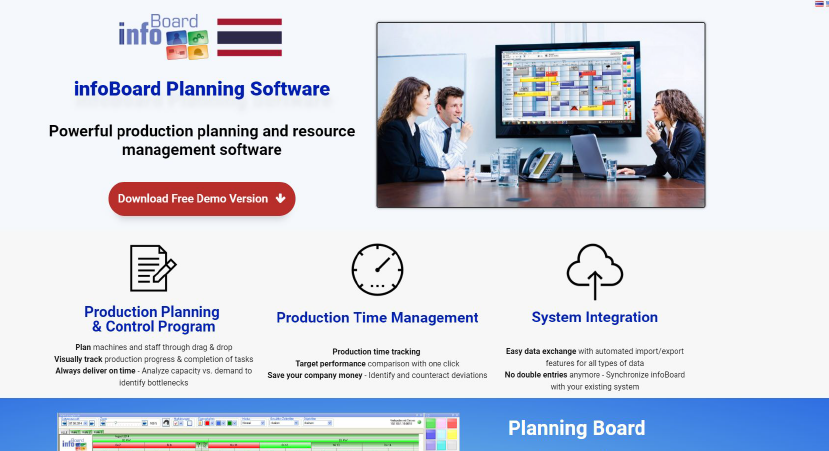 info Board
infoBoard Planning Software
Powerful production planning and resource
management software
Download Free Demo Version
Production Planning
& Control Program
Plan machines and staff through drag & drop
Visually track production progress & completion of tasks
Always deliver on time - Analyze capacity vs. demand to
identify bottlenecks
Production Time Management
Production time tracking
Target performance comparison with one click
Save your company money - Identify and counteract deviations
System Integration
Easy data exchange with automated import/export
features for all types of data
No double entries anymore - Synchronize infoBoard
with your existing system
info
Planning Board